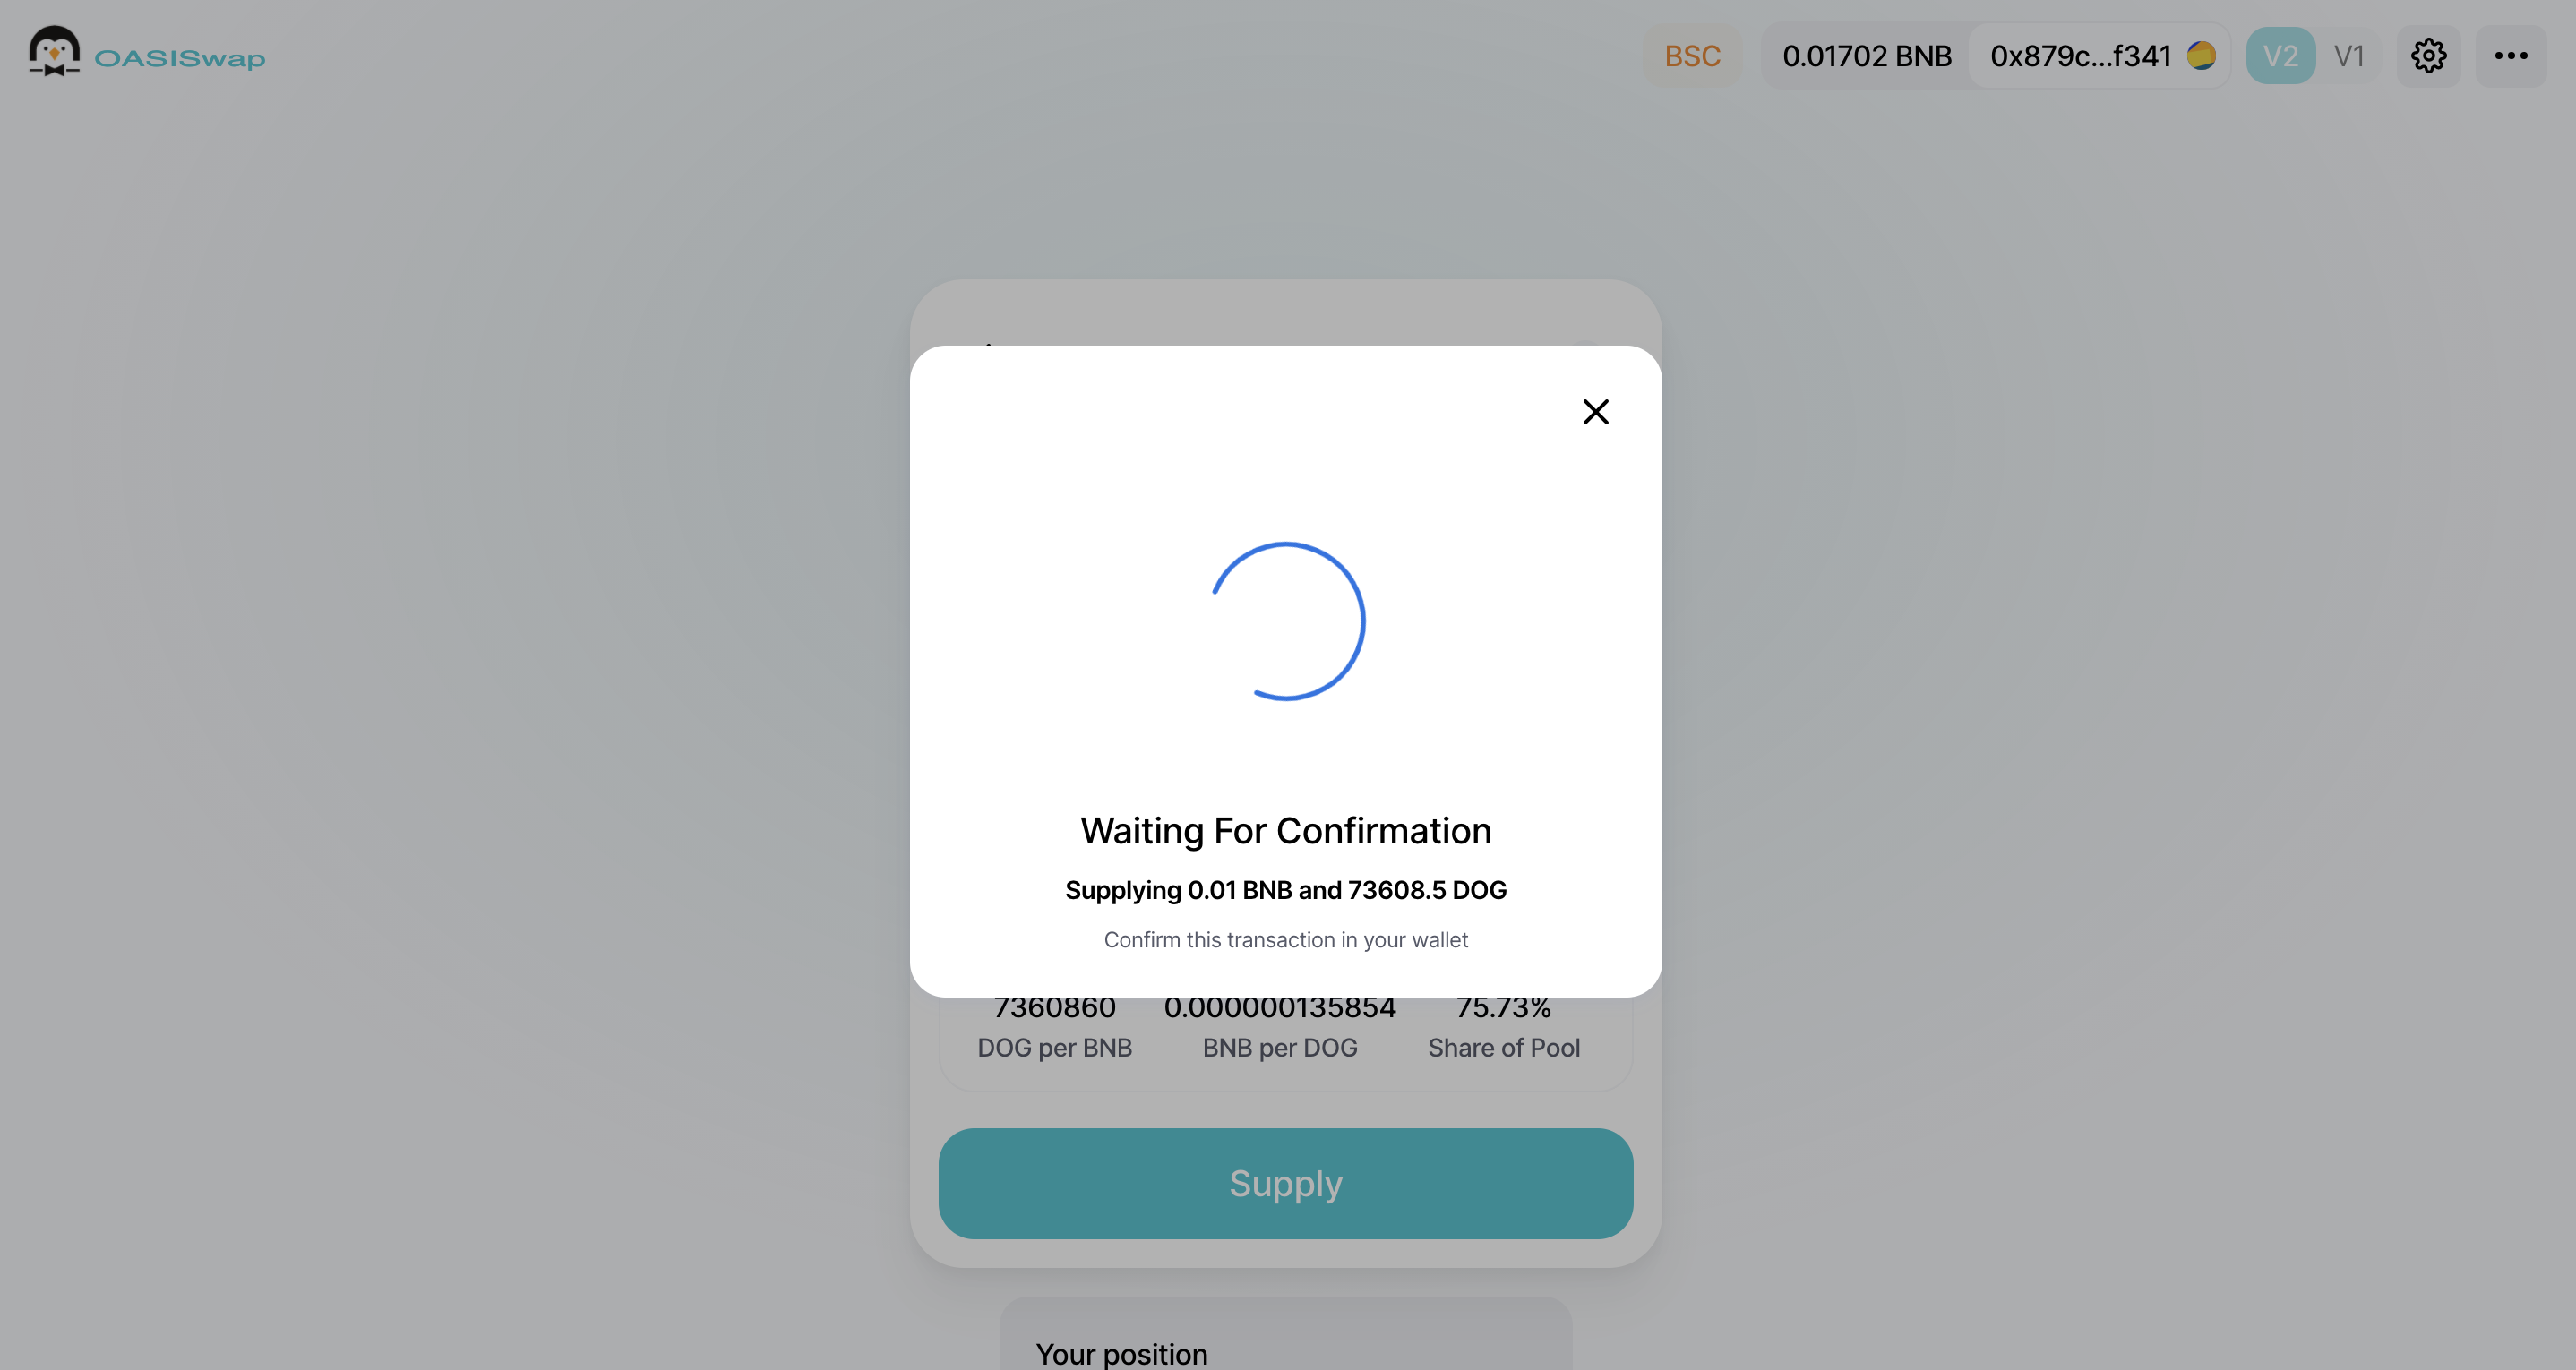 OASISwap
BSC
0.01702 BNB
0x879c...f341
V2
V1
Waiting For Confirmation
Supplying 0.01 BNB and 73608.5 DOG
Confirm this transaction in your wallet
7360860 0.000000135854 75.73%
DOG per BNB BNB per DOG Share of Pool
Supply
Your position